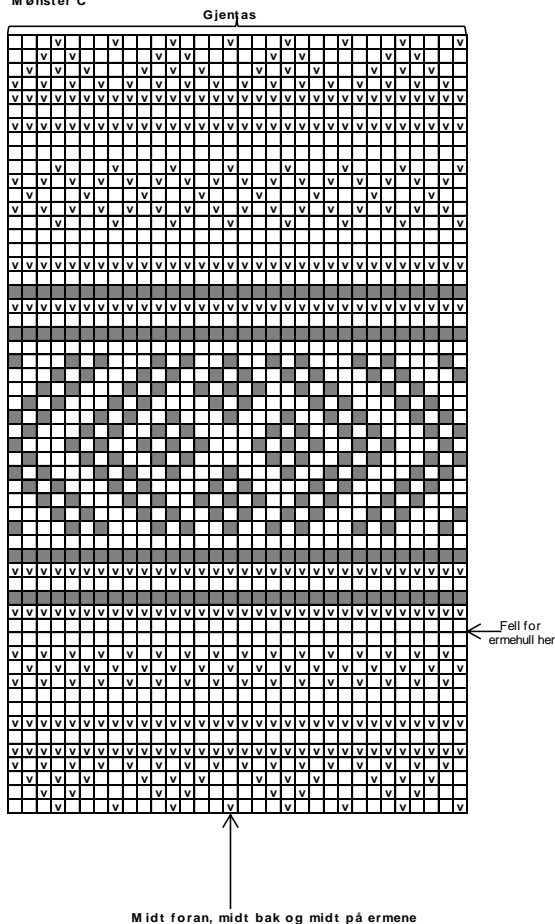 Mønster C
Gjentas
Fell for
ermehull her
Midt foran, midt bak og midt på ermene